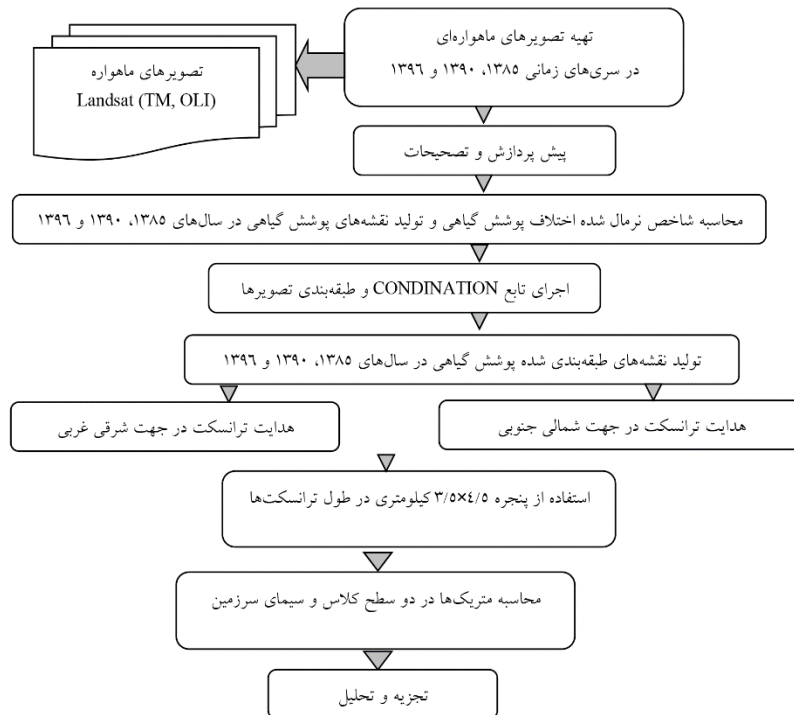 تهیه تصویرهای ماهواره‌ای
در سری‌های زمانی ۱۳۸۵، ۱۳۹۰ و ۱۳۹۶
تصویرهای ماهواره
Landsat (TM, OLI)
پیش پردازش و تصحیحات
محاسبه شاخص نرمال شده اختلاف پوشش گیاهی و تولید نقشه‌های پوشش گیاهی در سال‌های ۱۳۸۵، ۱۳۹۰ و ۱۳۹۶
اجرای تابع CONDINATION و طبقه‌بندی تصویرها
تولید نقشه‌های طبقه‌بندی شده پوشش گیاهی در سال‌های ۱۳۸۵، ۱۳۹۰ و ۱۳۹۶
هدایت ترانسکت در جهت شمالی جنوبی
هدایت ترانسکت در جهت شرقی غربی
استفاده از پنجره ۴/۵×۳/۵ کیلومتری در طول ترانسکت‌ها
محاسبه متریک‌ها در دو سطح کلاس و سیمای سرزمین
تجزیه و تحلیل